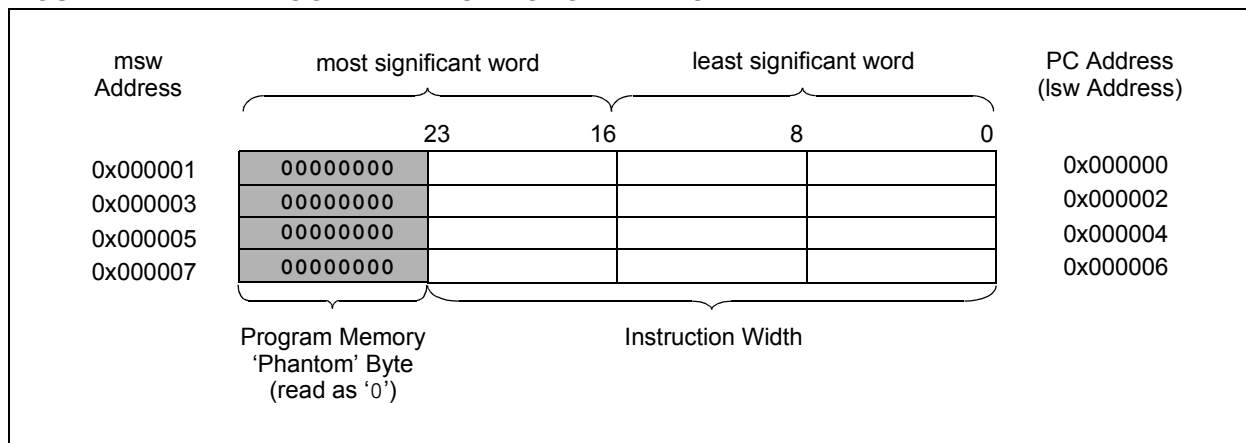 msw
Address
most significant word
least significant word
PC Address
(lsw Address)
23 16 8 0
0x000001 00000000 0x000000
0x000003 00000000 0x000002
0x000005 00000000 0x000004
0x000007 00000000 0x000006
Program Memory
‘Phantom’ Byte
(read as ‘0’)
Instruction Width